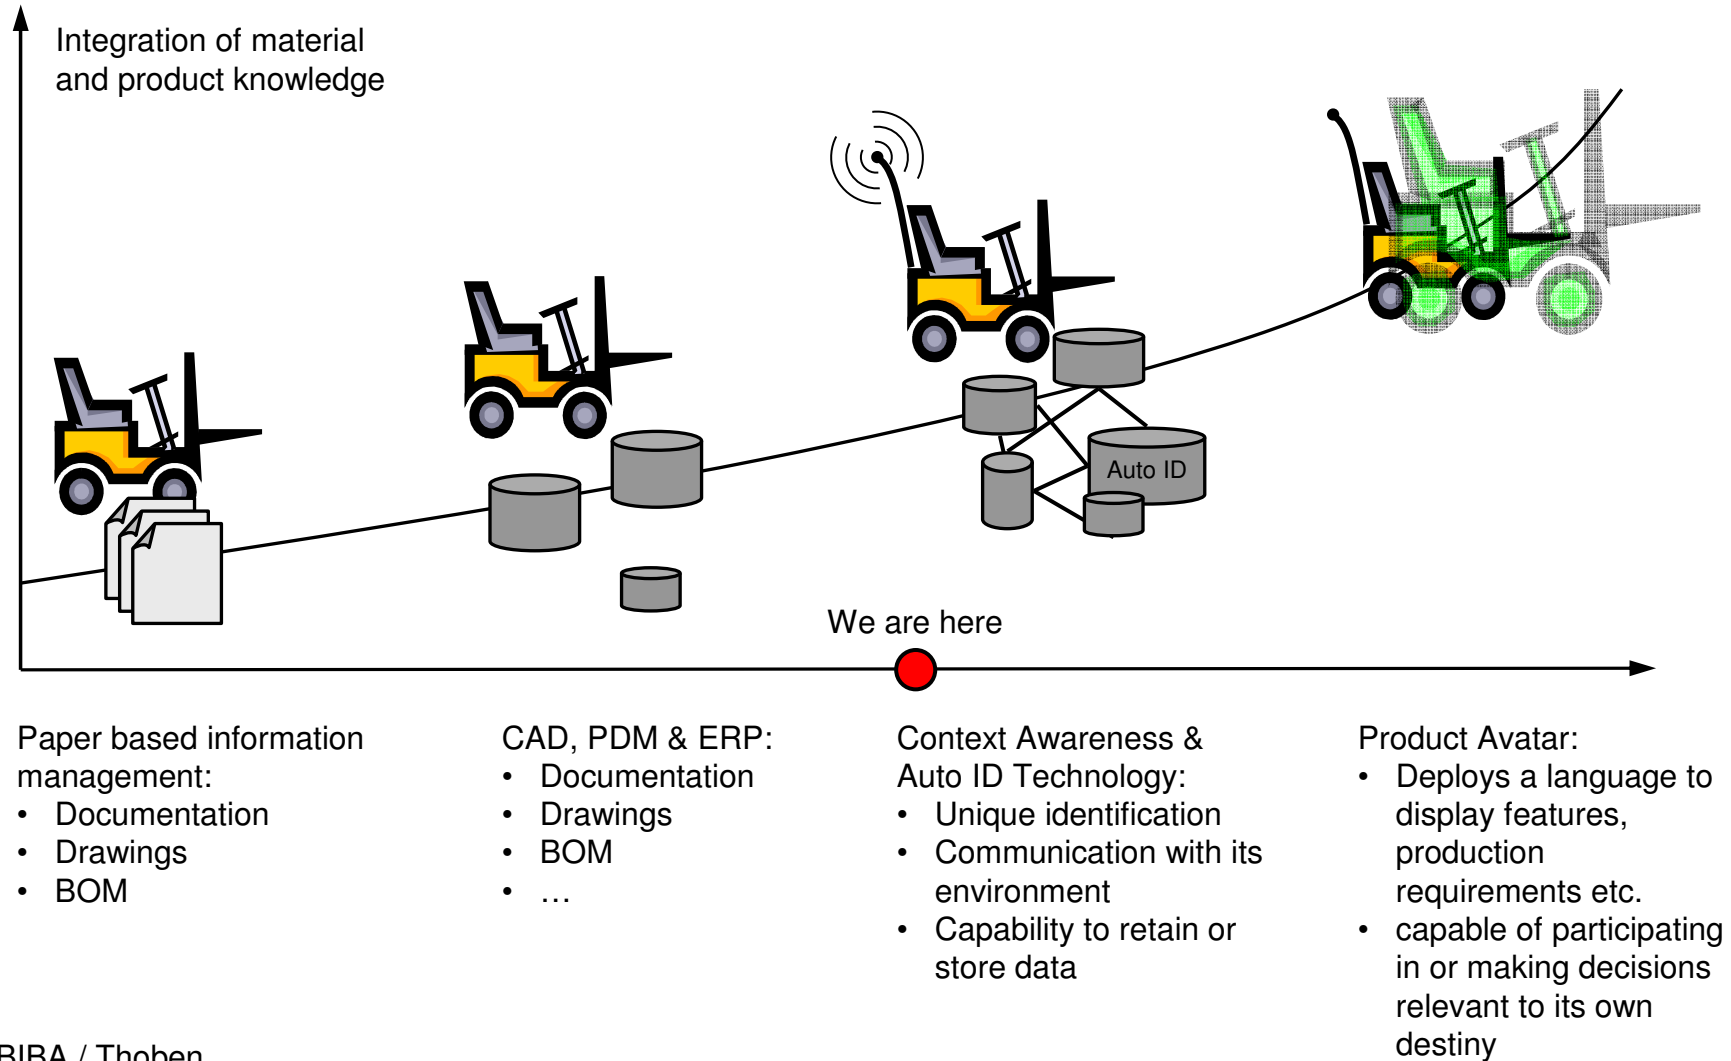 Integration of material
and product knowledge
Auto ID
We are here
Paper based information
management:
• Documentation
• Drawings
• BOM
CAD, PDM & ERP:
• Documentation
• Drawings
• BOM
• …
Context Awareness &
Auto ID Technology:
• Unique identification
• Communication with its
environment
• Capability to retain or
store data
Product Avatar:
• Deploys a language to
display features,
production
requirements etc.
• capable of participating
in or making decisions
relevant to its own
destiny
BIBA / Thoben